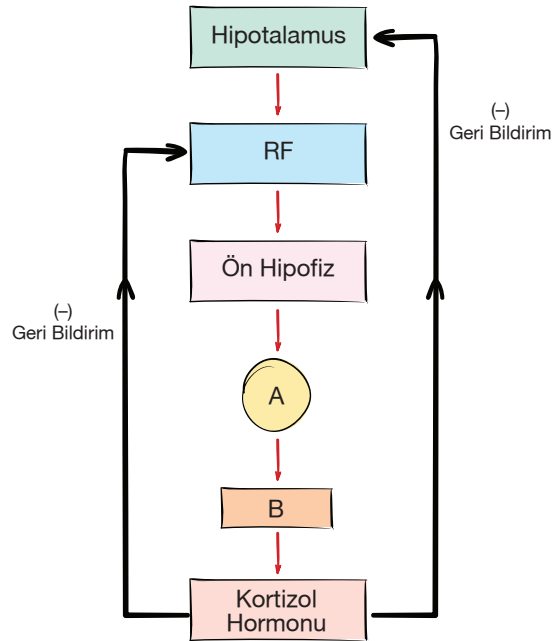 Hipotalamus
(–)
Geri Bildirim
RF
Ön Hipofiz
(–)
Geri Bildirim
A
B
Kortizol
Hormonu